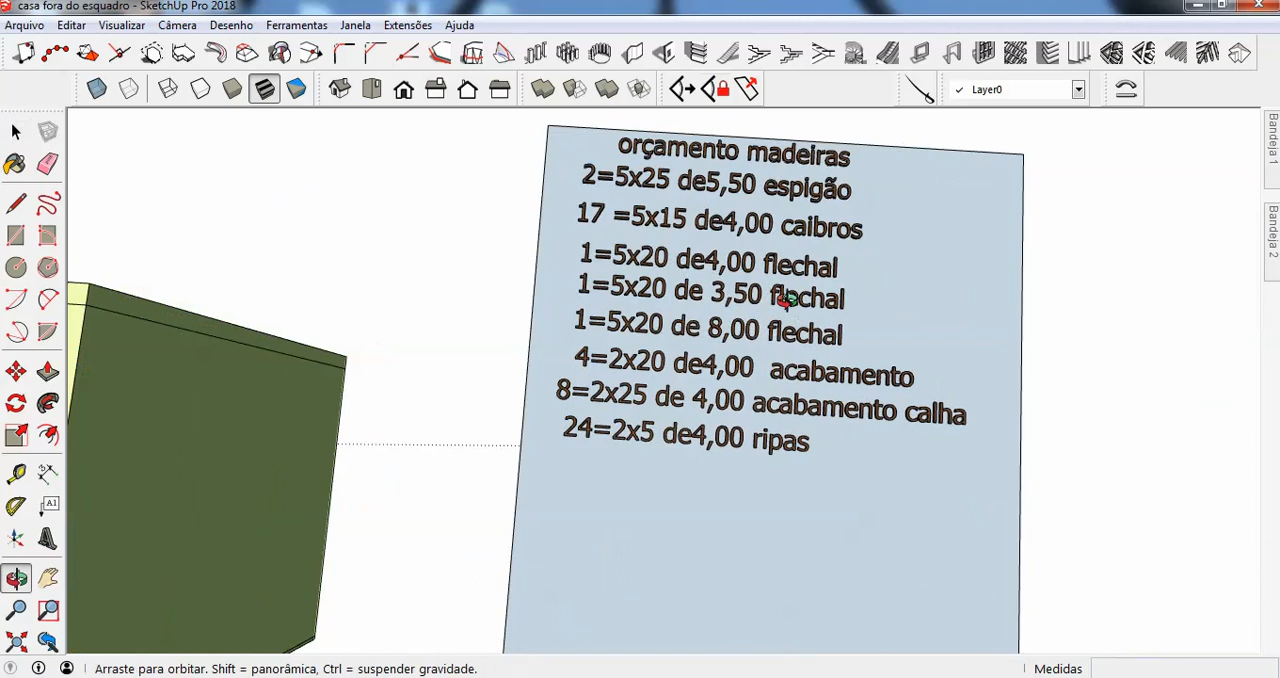 casa fora do esquadro - SketchUp Pro 2018
Arquivo Editar Visualizar Câmera Desenho Ferramentas Janela Extensões Ajuda
Layer0
Bandeja 1
Bandeja 2
orçamento madeiras
2=5x25 de5,50 espigão
17 =5x15 de4,00 caibros
1=5x20 de4,00 flechal
1=5x20 de 3,50 flechal
1=5x20 de 8,00 flechal
4=2x20 de4,00 acabamento
8=2x25 de 4,00 acabamento calha
24=2x5 de4,00 ripas
A1
Arraste para orbitar. Shift = panorâmica, Ctrl = suspender gravidade.
Medidas